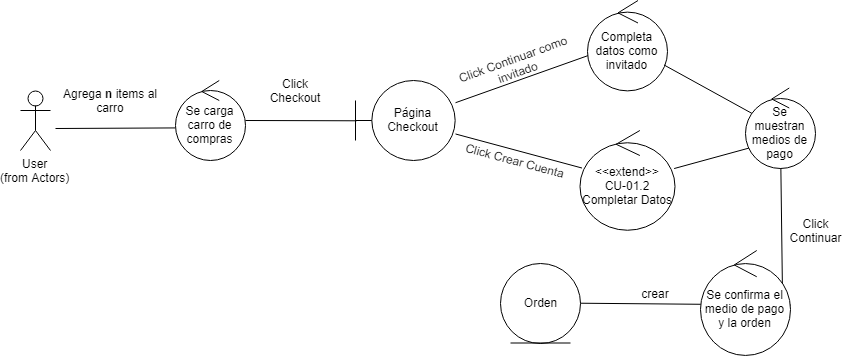 Agrega n items al
carro
User
(from Actors)
Se carga
carro de
compras
Click
Checkout
Página
Checkout
Click Continuar como
invitado
Completa
datos como
invitado
Click Crear Cuenta
<<extend>>
CU-01.2
Completar Datos
Se
muestran
medios de
pago
Click
Continuar
Se confirma el
medio de pago
y la orden
crear
Orden